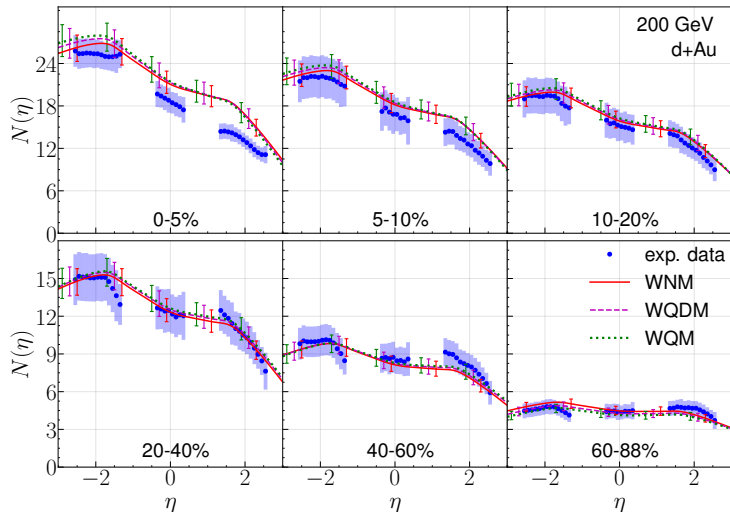 200 GeV
d+Au
N(η)
24
18
12
6
0
0-5%
5-10%
10-20%
exp. data
WNM
WQDM
WQM
N(η)
15
12
9
6
3
0
20-40%
40-60%
60-88%
−2 0 2 −2 0 2 −2 0 2
η η η